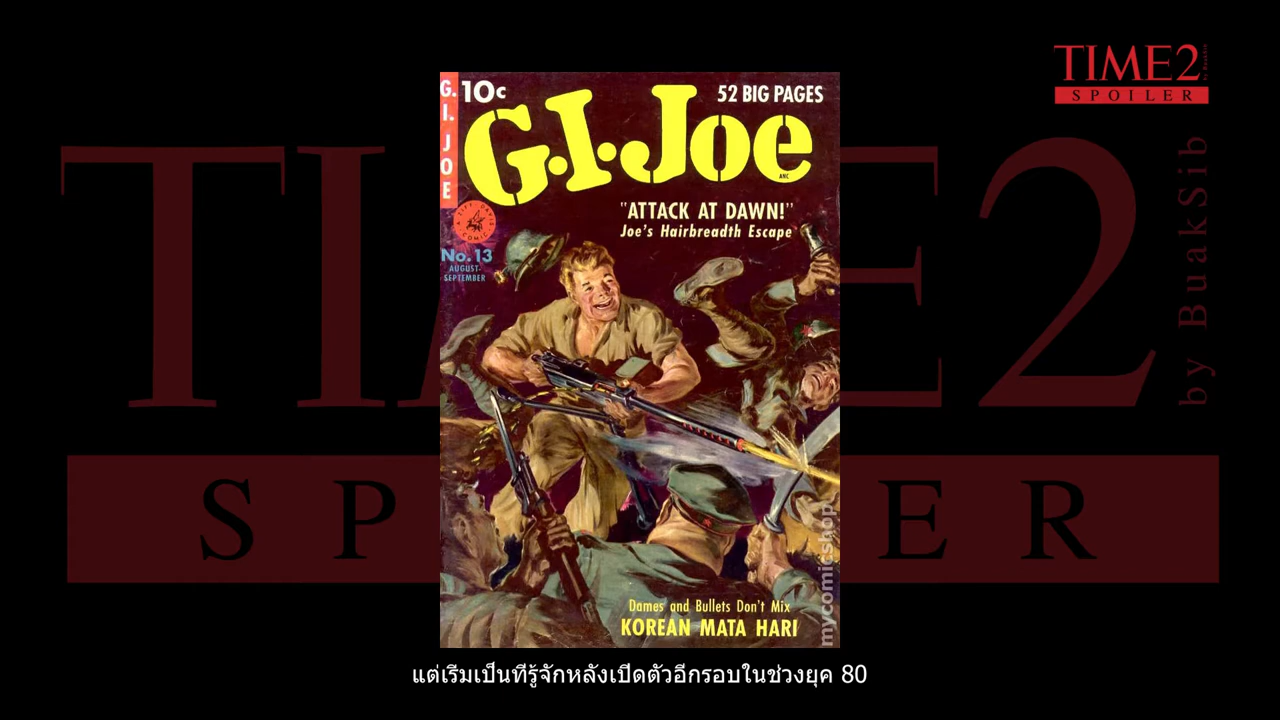 TIME2
SPOILER
by BuakSib
G.I. JOE
10c
52 BIG PAGES
G.I.Joe
"ATTACK AT DAWN!"
Joe's Hairbreadth Escape
No.13
AUGUST-
SEPTEMBER
Dames and Bullets Don't Mix
KOREAN MATA HARI
mycomicshop
แต่เริ่มเป็นที่รู้จักหลังเปิดตัวอีกรอบในช่วงยุค 80